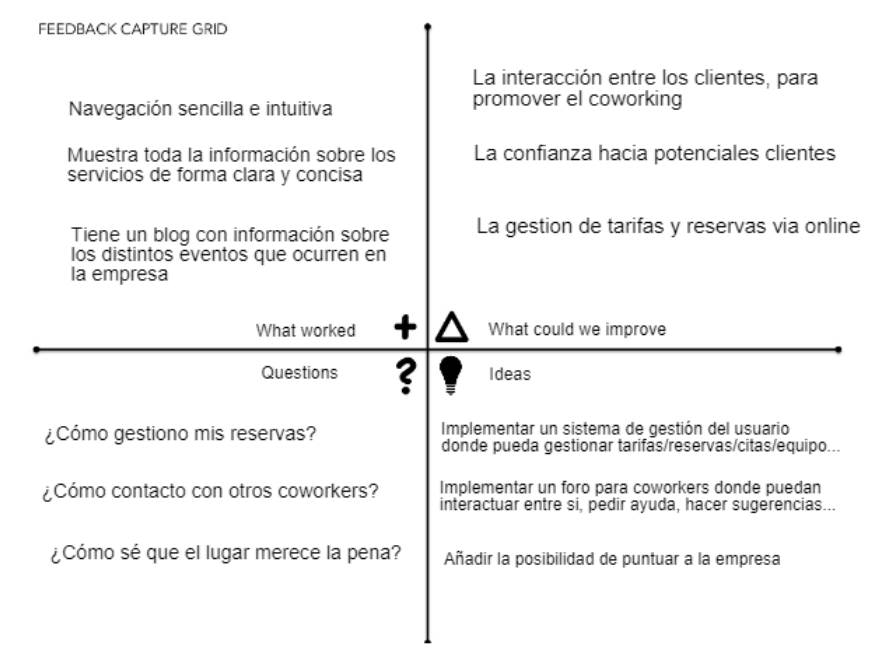 FEEDBACK CAPTURE GRID
Navegación sencilla e intuitiva
Muestra toda la información sobre los
servicios de forma clara y concisa
Tiene un blog con información sobre
los distintos eventos que ocurren en
la empresa
What worked
La interacción entre los clientes, para
promover el coworking
La confianza hacia potenciales clientes
La gestion de tarifas y reservas via online
What could we improve
Questions
¿Cómo gestiono mis reservas?
¿Cómo contacto con otros coworkers?
¿Cómo sé que el lugar merece la pena?
Ideas
Implementar un sistema de gestión del usuario
donde pueda gestionar tarifas/reservas/citas/equipo...
Implementar un foro para coworkers donde puedan
interactuar entre si, pedir ayuda, hacer sugerencias...
Añadir la posibilidad de puntuar a la empresa